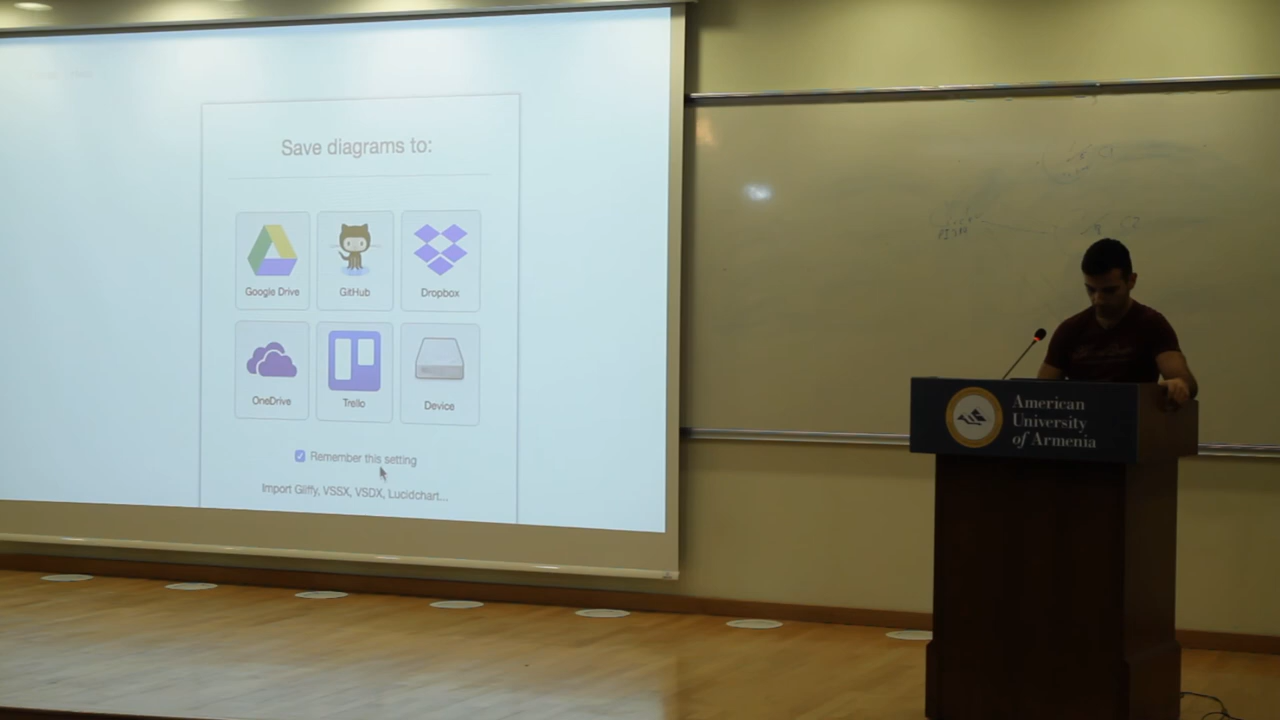 Save diagrams to:
Google Drive
GitHub
Dropbox
OneDrive
Trello
Device
Remember this setting
Import Gliffy, VSSX, VSDX, Lucidchart...
American
University
of Armenia